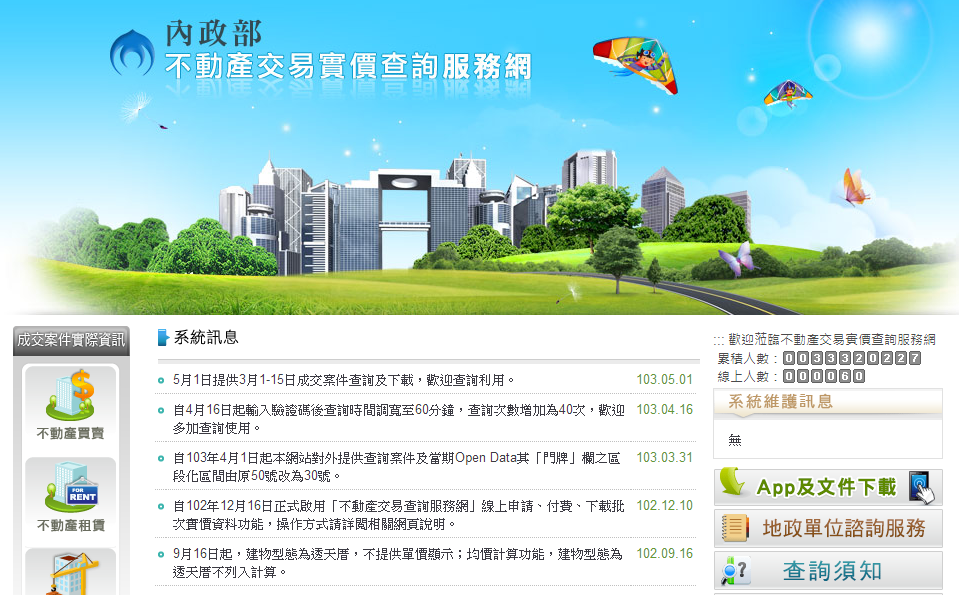 內政部
不動產交易實價查詢服務網
成交案件實際資訊
不動產買賣
FOR
RENT
不動產租賃
系統訊息
5月1日提供3月1-15日成交案件查詢及下載，歡迎查詢利用。 103.05.01
自4月16日起輸入驗證碼後查詢時間調寬至60分鐘，查詢次數增加為40次，歡迎 103.04.16
多加查詢使用。
自103年4月1日起本網站對外提供查詢案件及當期Open Data其「門牌」欄之區 103.03.31
段化區間由原50號改為30號。
自102年12月16日正式啟用「不動產交易查詢服務網」線上申請、付費、下載批 102.12.10
次實價資料功能，操作方式請詳閱相關網頁說明。
9月16日起，建物型態為透天厝，不提供單價顯示；均價計算功能，建物型態為 102.09.16
透天厝不列入計算。
::: 歡迎蒞臨不動產交易實價查詢服務網
累積人數：0033320227
線上人數：000060
系統維護訊息
無
App及文件下載
地政單位諮詢服務
查詢須知